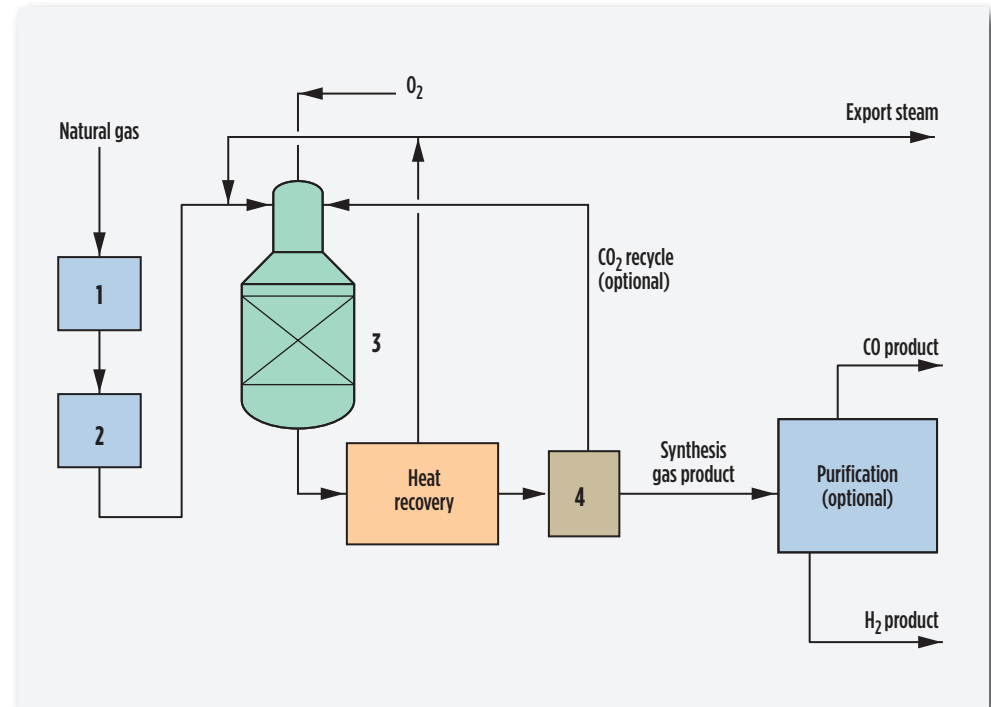 O₂
Export steam
Natural gas
CO₂ recycle
(optional)
1
3
CO product
2
Heat
recovery
4
Synthesis
gas product
Purification
(optional)
H₂ product